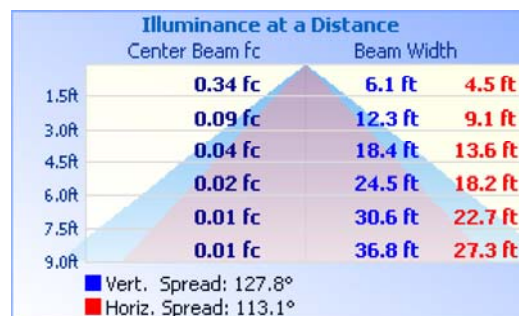 Illuminance at a Distance
Center Beam fc Beam Width
1.5ft 0.34 fc 6.1 ft 4.5 ft
3.0ft 0.09 fc 12.3 ft 9.1 ft
4.5ft 0.04 fc 18.4 ft 13.6 ft
6.0ft 0.02 fc 24.5 ft 18.2 ft
7.5ft 0.01 fc 30.6 ft 22.7 ft
9.0ft 0.01 fc 36.8 ft 27.3 ft
Vert. Spread: 127.8°
Horiz. Spread: 113.1°